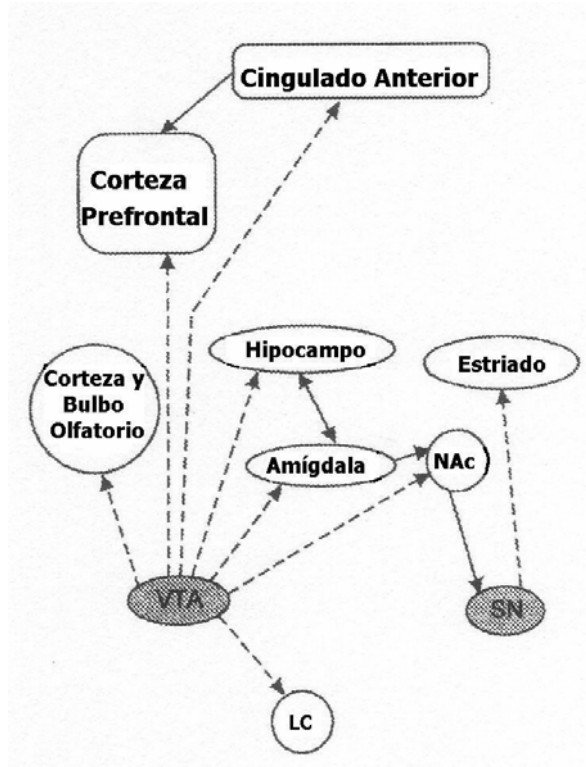 Cingulado Anterior
Corteza
Prefrontal
Hipocampo
Estriado
Corteza y
Bulbo
Olfatorio
Amígdala
NAc
VTA
SN
LC